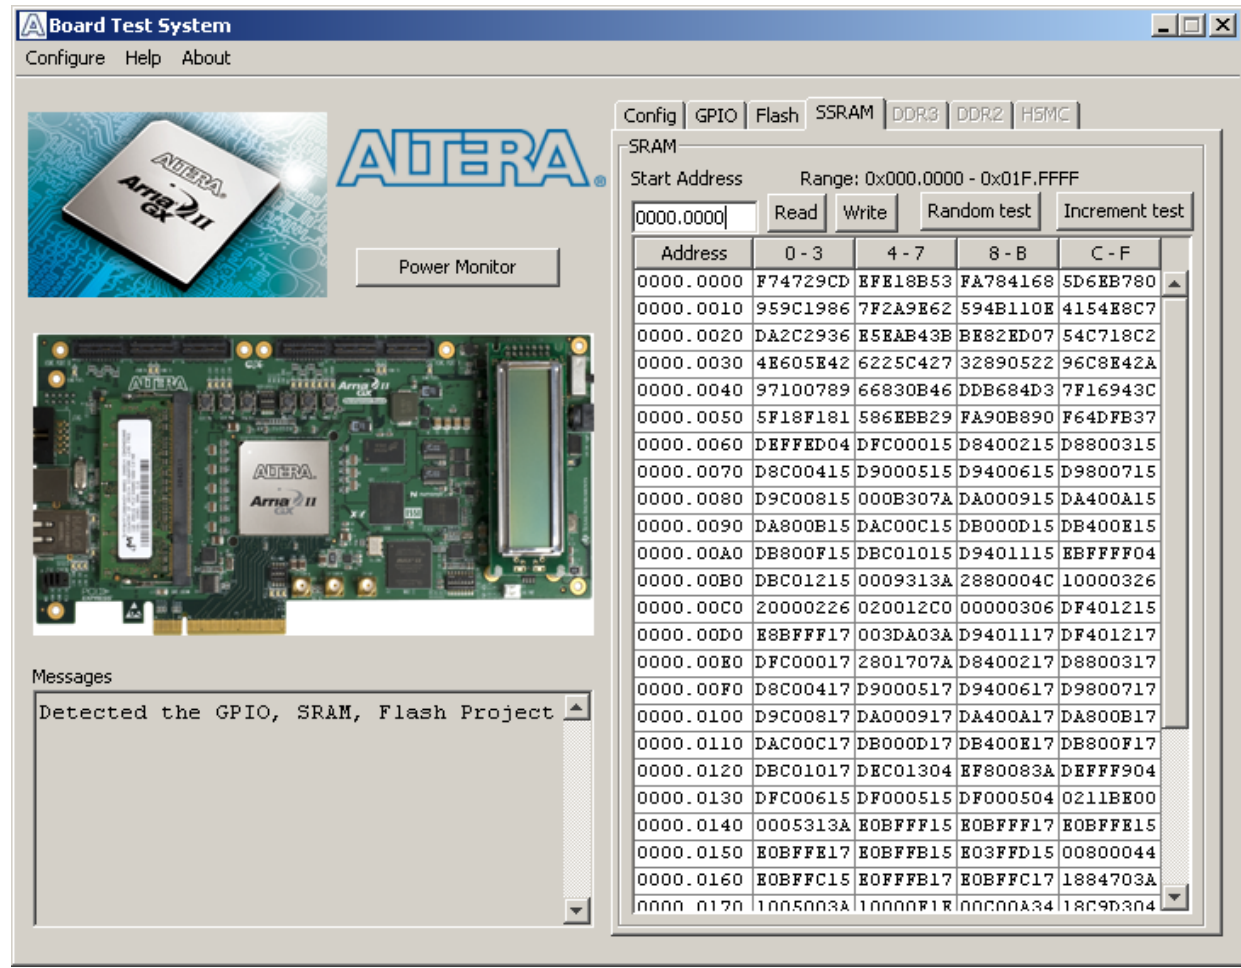 Board Test System
Configure Help About
ALTERA®
Arria II
GX
ALTERA®
Power Monitor
ALTERA
Arria II
GX
ALTERA
Arria II
GX
Messages
Detected the GPIO, SRAM, Flash Project
Config GPIO Flash SSRAM DDR3 DDR2 HSMC
SRAM
Start Address Range: 0x000.0000 - 0x01F.FFFF
0000.0000 Read Write Random test Increment test
Address 0 - 3 4 - 7 8 - B C - F
0000.0000 F74729CD EFE18B53 FA784168 5D6EB780
0000.0010 959C1986 7F2A9E62 594B110E 4154E8C7
0000.0020 DA2C2936 E5EAB43B BE82ED07 54C718C2
0000.0030 4E605E42 6225C427 32890522 96C8E42A
0000.0040 97100789 66830B46 DDB684D3 7F16943C
0000.0050 5F18F181 586EBB29 FA90B890 F64DFB37
0000.0060 DEFFED04 DFC00015 D8400215 D8800315
0000.0070 D8C00415 D9000515 D9400615 D9800715
0000.0080 D9C00815 000B307A DA000915 DA400A15
0000.0090 DA800B15 DAC00C15 DB000D15 DB400E15
0000.00A0 DB800F15 DBC01015 D9401115 EBFFFF04
0000.00B0 DBC01215 0009313A 2880004C 10000326
0000.00C0 20000226 020012C0 00000306 DF401215
0000.00D0 E8BFFF17 003DA03A D9401117 DF401217
0000.00E0 DFC00017 2801707A D8400217 D8800317
0000.00F0 D8C00417 D9000517 D9400617 D9800717
0000.0100 D9C00817 DA000917 DA400A17 DA800B17
0000.0110 DAC00C17 DB000D17 DB400E17 DB800F17
0000.0120 DBC01017 DEC01304 EF80083A DEFFF904
0000.0130 DFC00615 DF000515 DF000504 0211BE00
0000.0140 0005313A E0BFFF15 E0BFFF17 E0BFFE15
0000.0150 E0BFFE17 E0BFFB15 E03FFD15 00800044
0000.0160 E0BFFC15 E0FFFB17 E0BFFC17 1884703A
0000.0170 1005003A 10000F1E 00C00A34 18C9D304